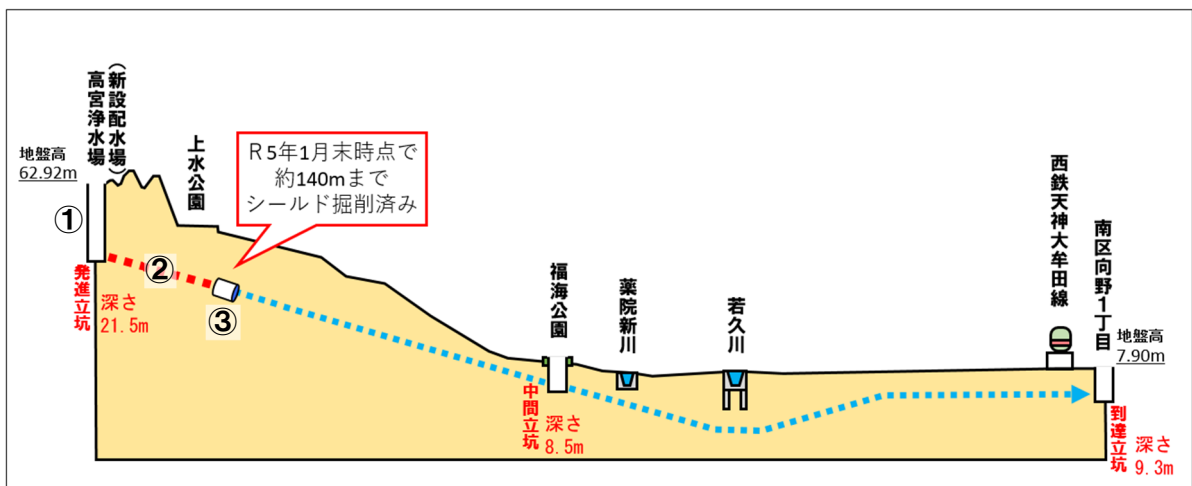 高宮浄水場
（新設配水場）
地盤高
62.92m
上水公園
Ｒ5年1月末時点で
約140mまで
シールド掘削済み
①
②
③
発進立坑
深さ
21.5m
福海公園
薬院新川
若久川
西鉄天神大牟田線
南区向野1丁目
地盤高
7.90m
中間立坑
深さ
8.5m
到達立坑
深さ
9.3m